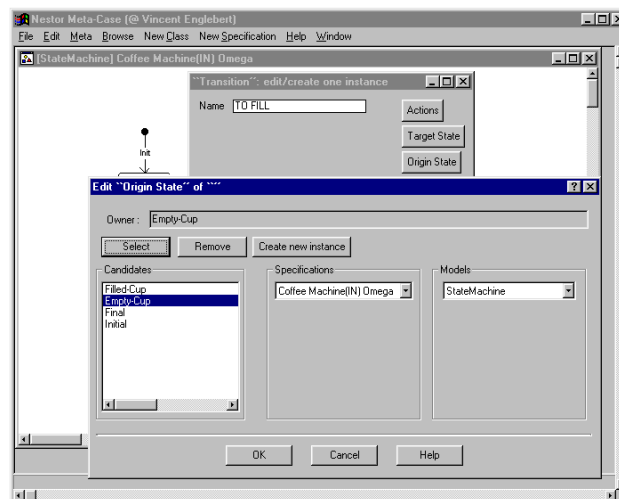 Nestor Meta-Case (@ Vincent Englebert)
File Edit Meta Browse New Class New Specification Help Window
[StateMachine] Coffee Machine(IN) Omega
``Transition´´: edit/create one instance
Name TO FILL
Actions
Target State
Origin State
Init
Edit ``Origin State´´ of ``´´
Owner : Empty-Cup
Select Remove Create new instance
Candidates Specifications Models
Filled-Cup
Empty-Cup
Final
Initial
Coffee Machine(IN) Omega
StateMachine
OK Cancel Help